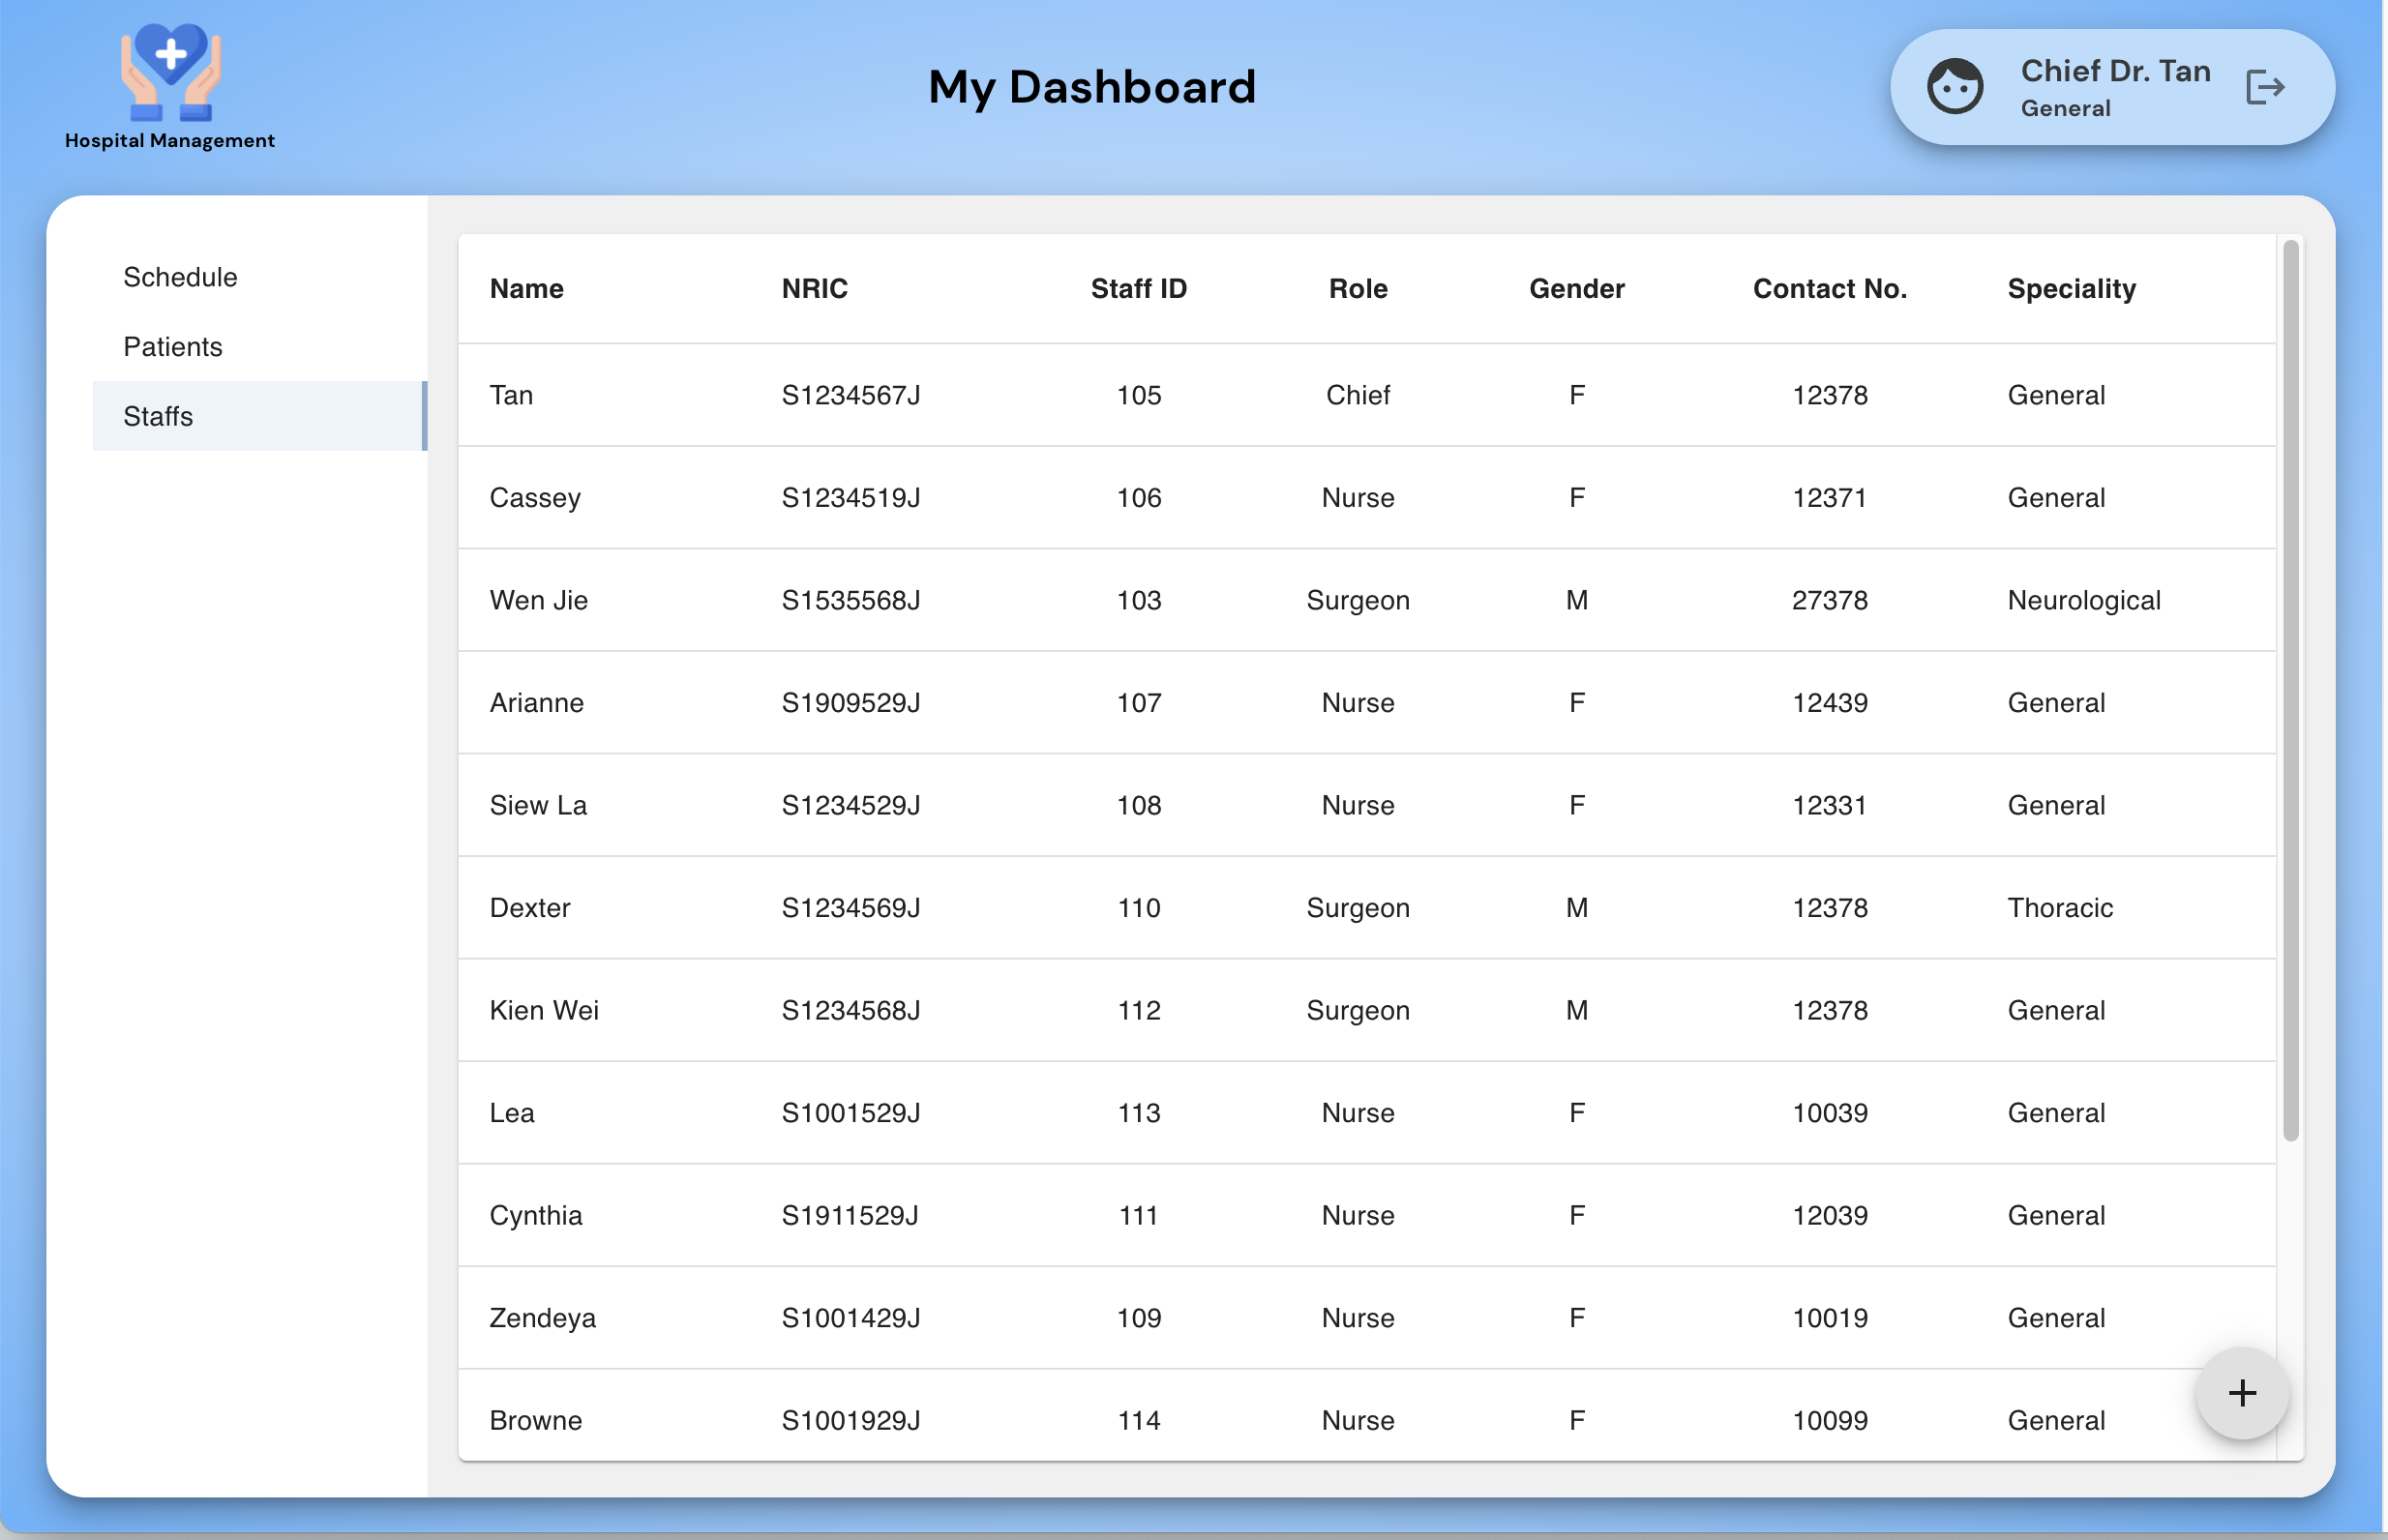 Hospital Management
My Dashboard
Chief Dr. Tan
General
Schedule
Patients
Staffs
Name NRIC Staff ID Role Gender Contact No. Speciality
Tan S1234567J 105 Chief F 12378 General
Cassey S1234519J 106 Nurse F 12371 General
Wen Jie S1535568J 103 Surgeon M 27378 Neurological
Arianne S1909529J 107 Nurse F 12439 General
Siew La S1234529J 108 Nurse F 12331 General
Dexter S1234569J 110 Surgeon M 12378 Thoracic
Kien Wei S1234568J 112 Surgeon M 12378 General
Lea S1001529J 113 Nurse F 10039 General
Cynthia S1911529J 111 Nurse F 12039 General
Zendeya S1001429J 109 Nurse F 10019 General
Browne S1001929J 114 Nurse F 10099 General
+